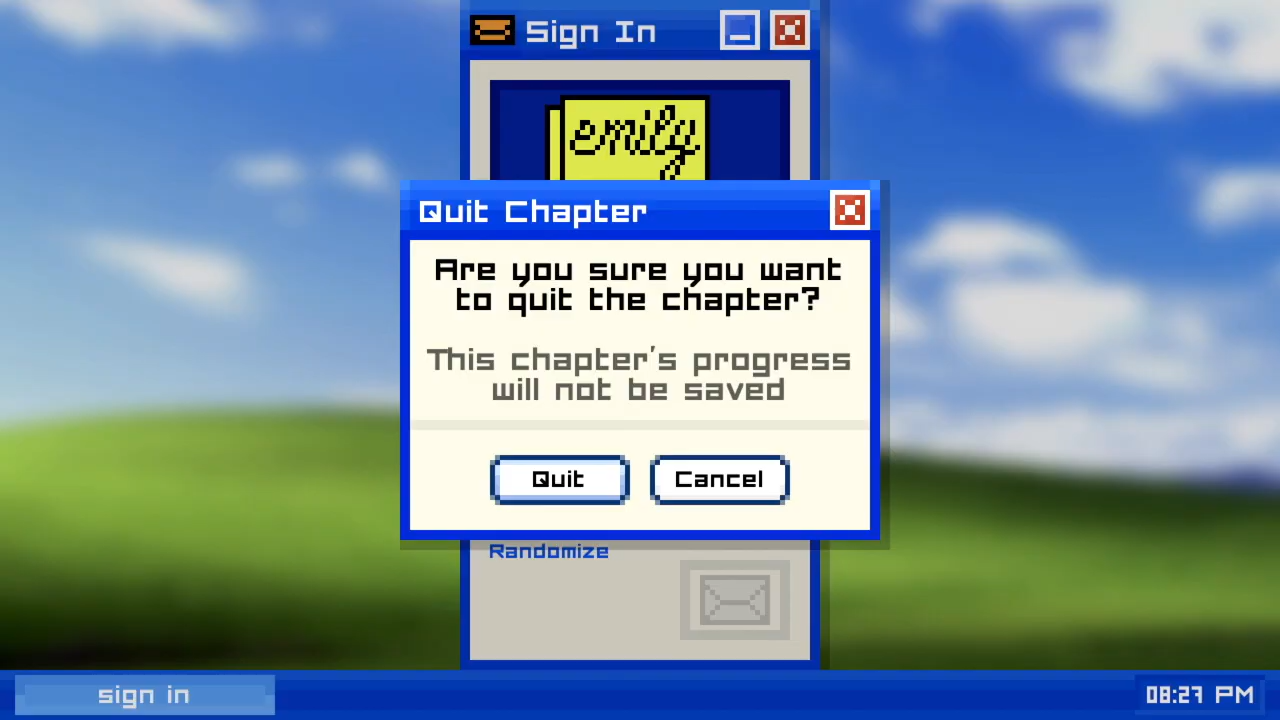 Sign In
emily
Quit Chapter
Are you sure you want
to quit the chapter?
This chapter's progress
will not be saved
Quit
Cancel
Randomize
sign in
08:27 PM